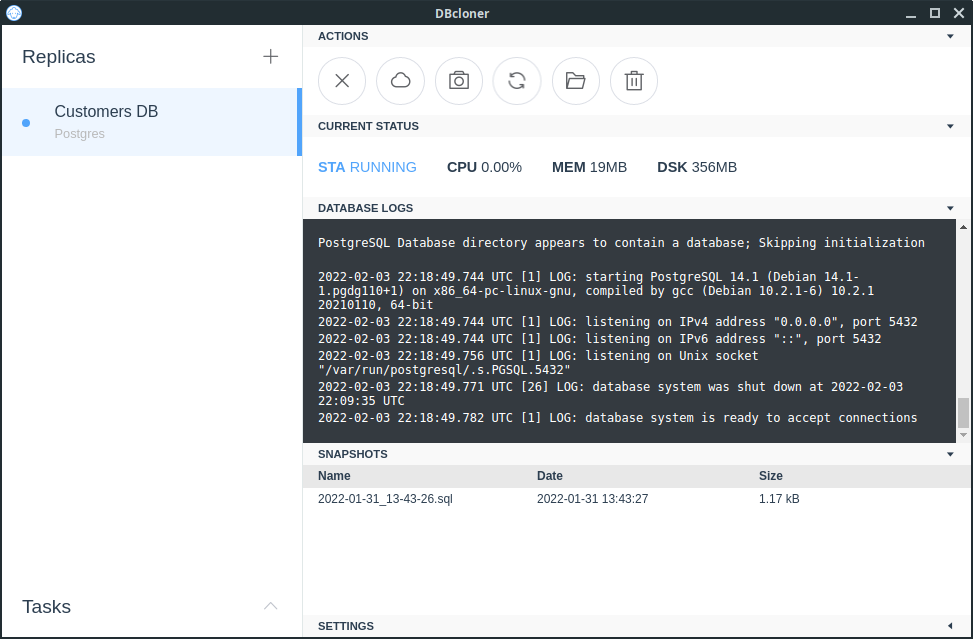 DBcloner
Replicas
Customers DB
Postgres
Tasks
ACTIONS
CURRENT STATUS
STA RUNNING CPU 0.00% MEM 19MB DSK 356MB
DATABASE LOGS
PostgreSQL Database directory appears to contain a database; Skipping initialization
2022-02-03 22:18:49.744 UTC [1] LOG: starting PostgreSQL 14.1 (Debian 14.1-
1.pgdg110+1) on x86_64-pc-linux-gnu, compiled by gcc (Debian 10.2.1-6) 10.2.1
20210110, 64-bit
2022-02-03 22:18:49.744 UTC [1] LOG: listening on IPv4 address "0.0.0.0", port 5432
2022-02-03 22:18:49.744 UTC [1] LOG: listening on IPv6 address "::", port 5432
2022-02-03 22:18:49.756 UTC [1] LOG: listening on Unix socket
"/var/run/postgresql/.s.PGSQL.5432"
2022-02-03 22:18:49.771 UTC [26] LOG: database system was shut down at 2022-02-03
22:09:35 UTC
2022-02-03 22:18:49.782 UTC [1] LOG: database system is ready to accept connections
SNAPSHOTS
Name Date Size
2022-01-31_13-43-26.sql 2022-01-31 13:43:27 1.17 kB
SETTINGS